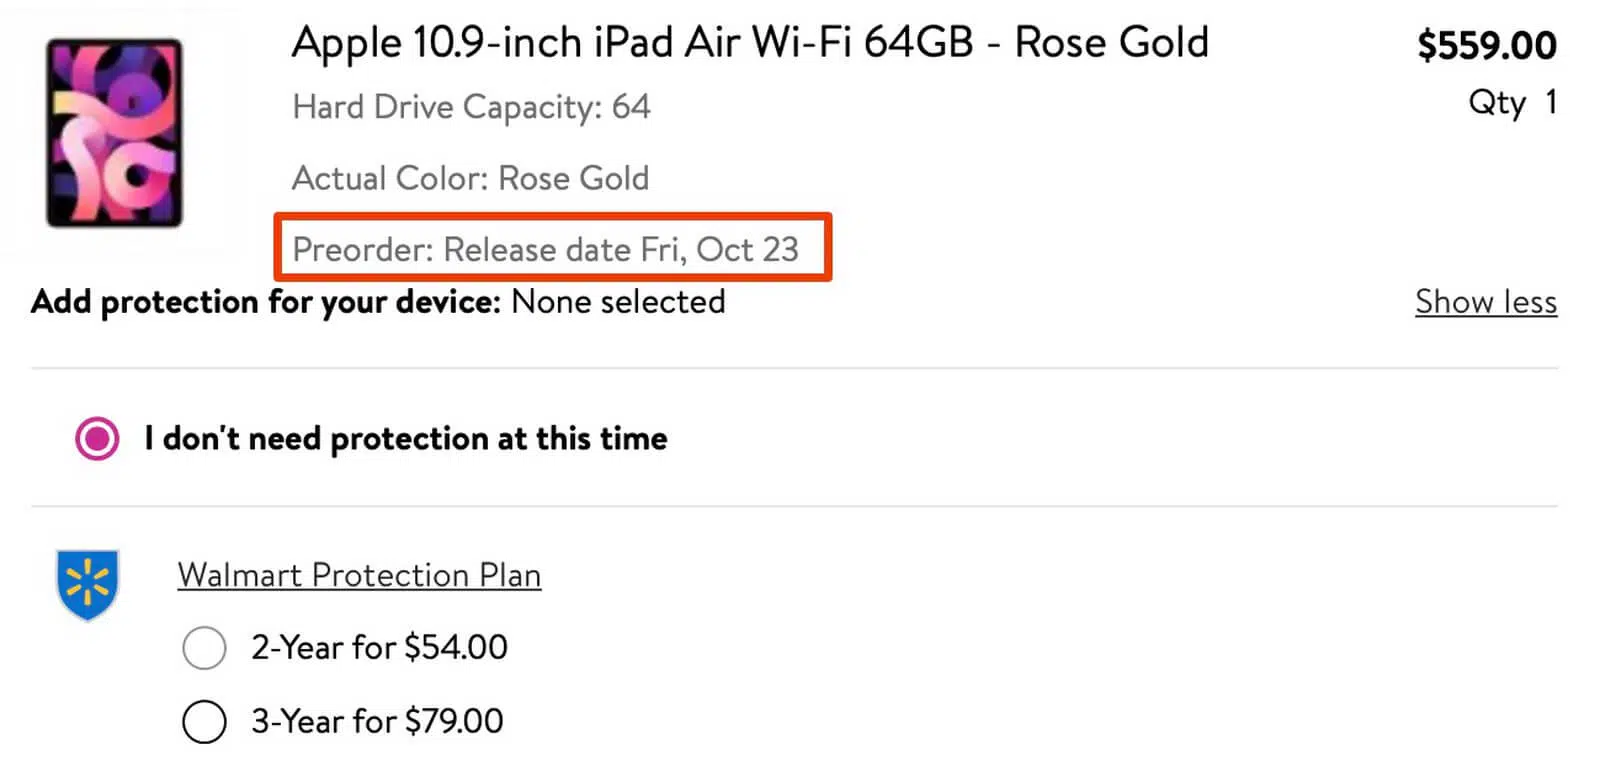 Apple 10.9-inch iPad Air Wi-Fi 64GB - Rose Gold
$559.00
Hard Drive Capacity: 64
Qty 1
Actual Color: Rose Gold
Preorder: Release date Fri, Oct 23
Add protection for your device: None selected
Show less
I don't need protection at this time
Walmart Protection Plan
2-Year for $54.00
3-Year for $79.00